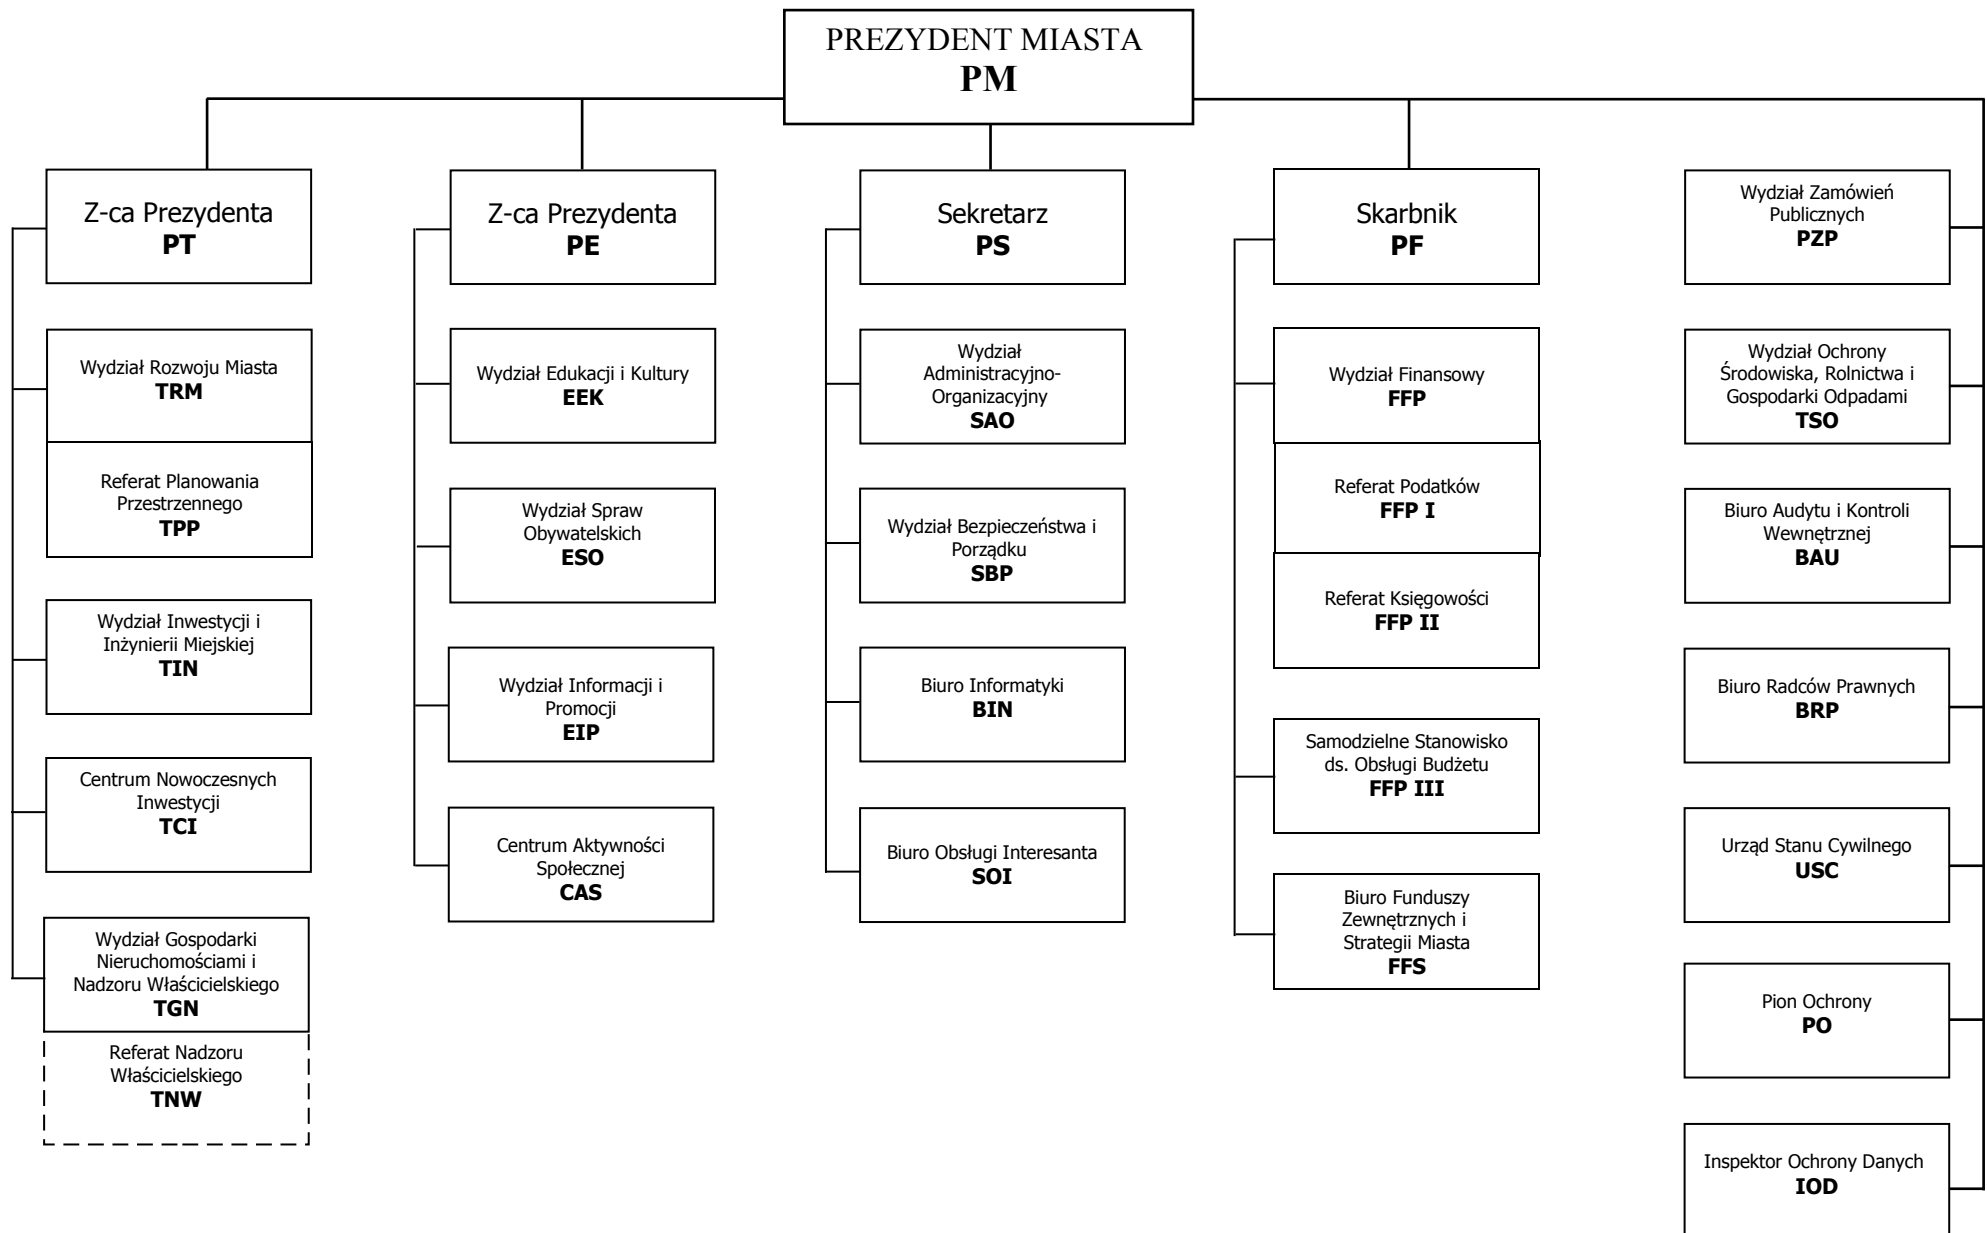 PREZYDENT MIASTA
PM
Z-ca Prezydenta
PT
Wydział Rozwoju Miasta
TRM
Referat Planowania
Przestrzennego
TPP
Wydział Inwestycji i
Inżynierii Miejskiej
TIN
Centrum Nowoczesnych
Inwestycji
TCI
Wydział Gospodarki
Nieruchomościami i
Nadzoru Właścicielskiego
TGN
Referat Nadzoru
Właścicielskiego
TNW
Z-ca Prezydenta
PE
Wydział Edukacji i Kultury
EEK
Wydział Spraw
Obywatelskich
ESO
Wydział Informacji i
Promocji
EIP
Centrum Aktywności
Społecznej
CAS
Sekretarz
PS
Wydział
Administracyjno-
Organizacyjny
SAO
Wydział Bezpieczeństwa i
Porządku
SBP
Biuro Informatyki
BIN
Biuro Obsługi Interesanta
SOI
Skarbnik
PF
Wydział Finansowy
FFP
Referat Podatków
FFP I
Referat Księgowości
FFP II
Samodzielne Stanowisko
ds. Obsługi Budżetu
FFP III
Biuro Funduszy
Zewnętrznych i
Strategii Miasta
FFS
Wydział Zamówień
Publicznych
PZP
Wydział Ochrony
Środowiska, Rolnictwa i
Gospodarki Odpadami
TSO
Biuro Audytu i Kontroli
Wewnętrznej
BAU
Biuro Radców Prawnych
BRP
Urząd Stanu Cywilnego
USC
Pion Ochrony
PO
Inspektor Ochrony Danych
IOD